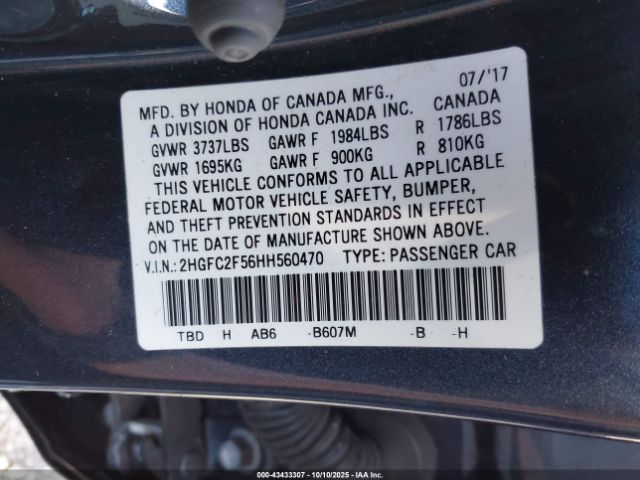 07/'17
MFD. BY HONDA OF CANADA MFG., CANADA
A DIVISION OF HONDA CANADA INC.
GVWR 3737LBS GAWR F 1984LBS R 1786LBS
GVWR 1695KG GAWR F 900KG R 810KG
THIS VEHICLE CONFORMS TO ALL APPLICABLE
FEDERAL MOTOR VEHICLE SAFETY, BUMPER,
AND THEFT PREVENTION STANDARDS IN EFFECT
ON THE DATE OF MANUFACTURE SHOWN ABOVE.
V.I.N.: 2HGFC2F56HH560470 TYPE: PASSENGER CAR
TBD H AB6 -B607M -B -H
000-43433307 - 10/10/2025 - IAAI.com